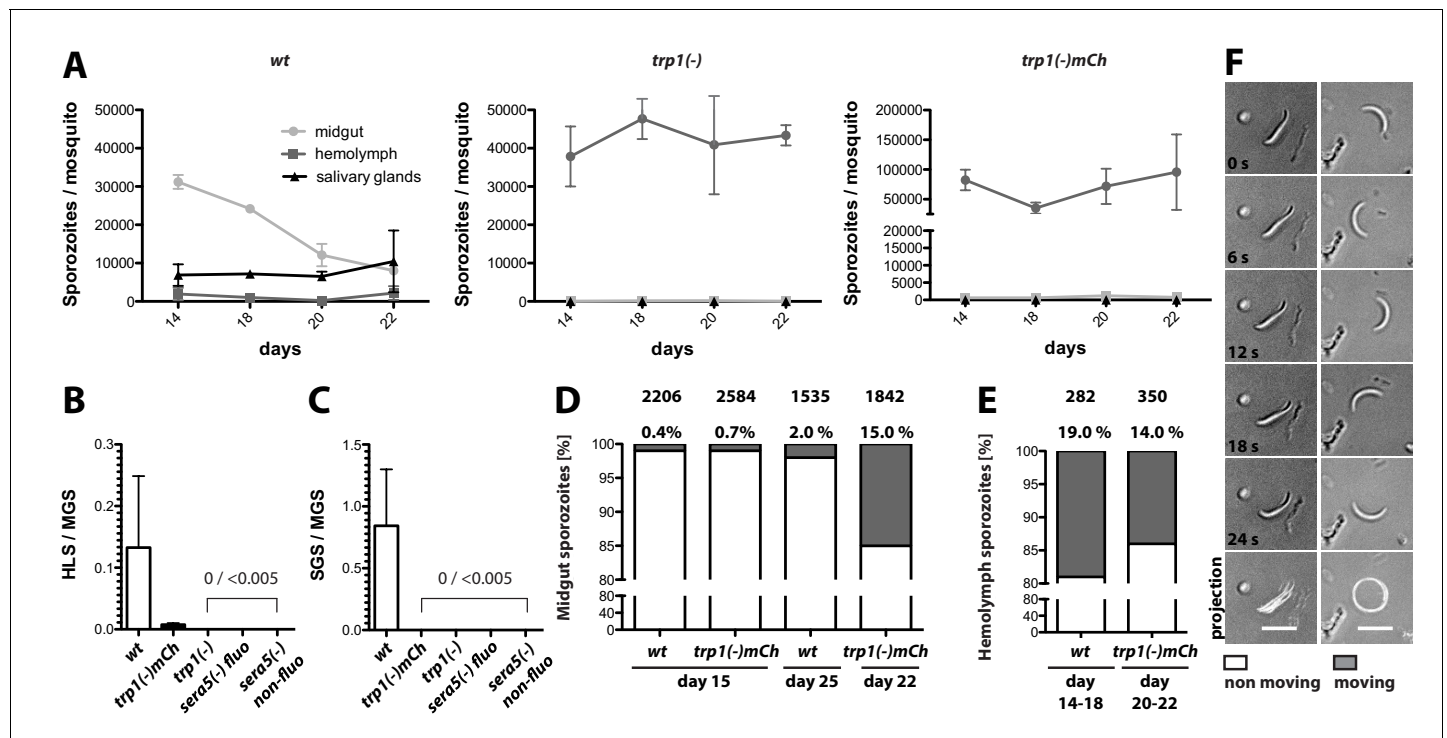 A
wt
trp1(-)
trp1(-)mCh
Sporozoites / mosquito
50000
40000
30000
20000
10000
0
14
18
20
22
days
midgut
hemolymph
salivary glands
Sporozoites / mosquito
50000
40000
30000
20000
10000
0
14
18
20
22
days
Sporozoites / mosquito
200000
150000
100000
50000
20000
15000
10000
5000
0
14
18
20
22
days
B
HLS / MGS
0.3
0.2
0.1
0.0
0 / <0.005
wt
trp1(-)mCh
trp1(-)
sera5(-) fluo
sera5(-)
non-fluo
C
SGS / MGS
1.5
1.0
0.5
0.0
0 / <0.005
wt
trp1(-)mCh
trp1(-)
sera5(-) fluo
sera5(-)
non-fluo
D
2206 2584 1535 1842
0.4% 0.7% 2.0 % 15.0 %
Midgut sporozoites [%]
100
95
90
85
80
80
40
0
wt trp1(-)mCh wt trp1(-)mCh
day 15 day 25 day 22
E
282 350
19.0 % 14.0 %
Hemolymph sporozoites [%]
100
95
90
85
80
80
40
0
wt trp1(-)mCh
day day
14-18 20-22
F
0 s
6 s
12 s
18 s
24 s
projection
non moving moving